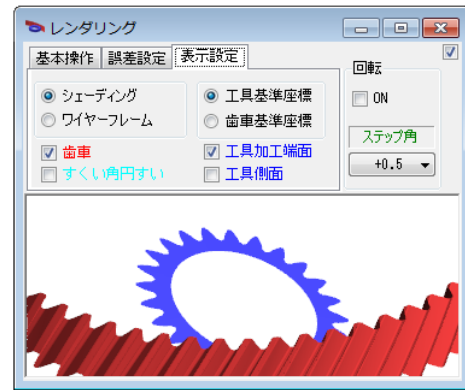 レンダリング
基本操作 誤差設定 表示設定
回転
シェーディング 工具基準座標
ワイヤーフレーム 歯車基準座標
ON
ステップ角
歯車 工具加工端面
すくい角円すい 工具側面
+0.5